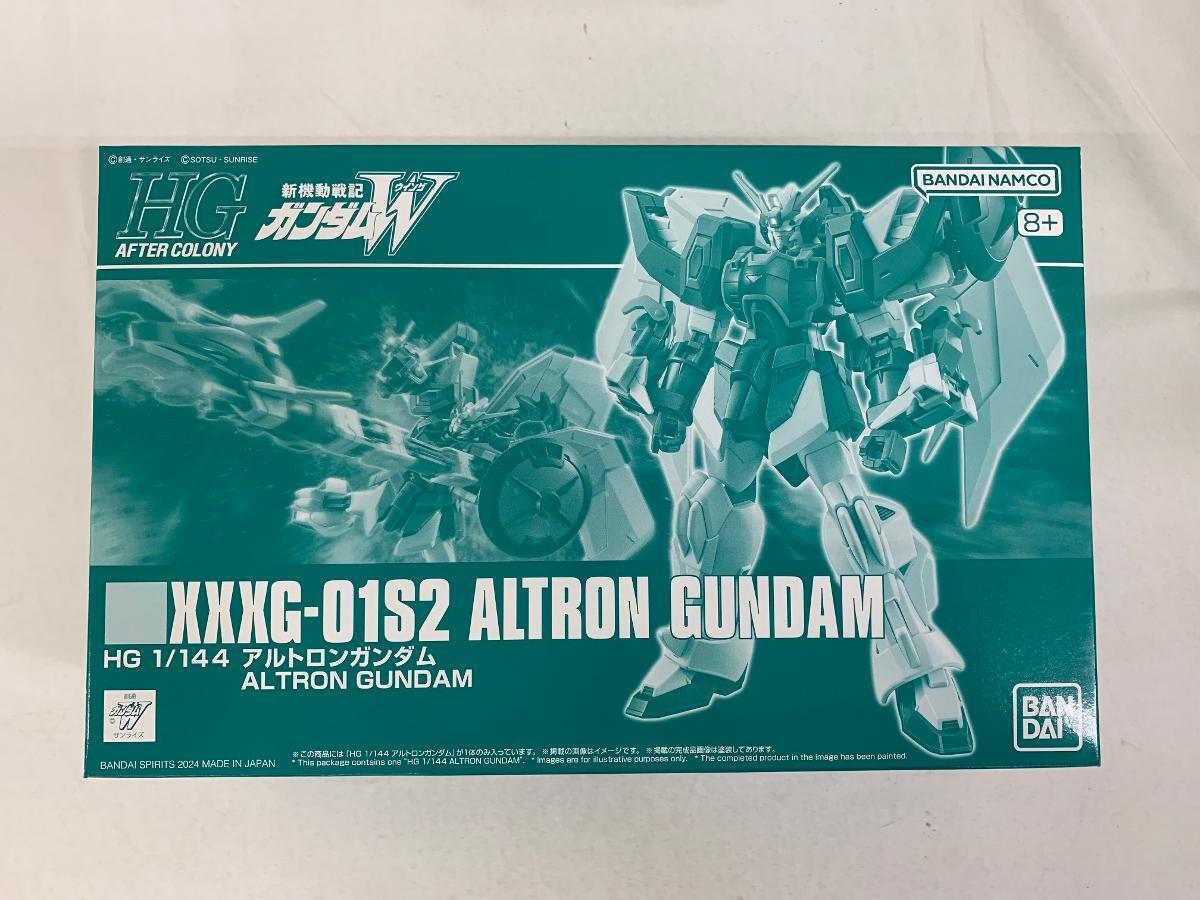 ©創通・サンライズ ©SOTSU・SUNRISE
HG
AFTER COLONY
新機動戦記
ガンダムW
ウイング
BANDAI NAMCO
8+
XXXG-01S2 ALTRON GUNDAM
HG 1/144 アルトロンガンダム
ALTRON GUNDAM
創通
©ガンダムW
サンライズ
BANDAI SPIRITS 2024 MADE IN JAPAN
※この商品には「HG 1/144 アルトロンガンダム」が1体のみ入っています。 ※掲載の画像はイメージです。 ※掲載の完成品画像は塗装してあります。
* This package contains one "HG 1/144 ALTRON GUNDAM". * Images are for illustrative purposes only. * The completed product in the image has been painted.
BAN
DAI